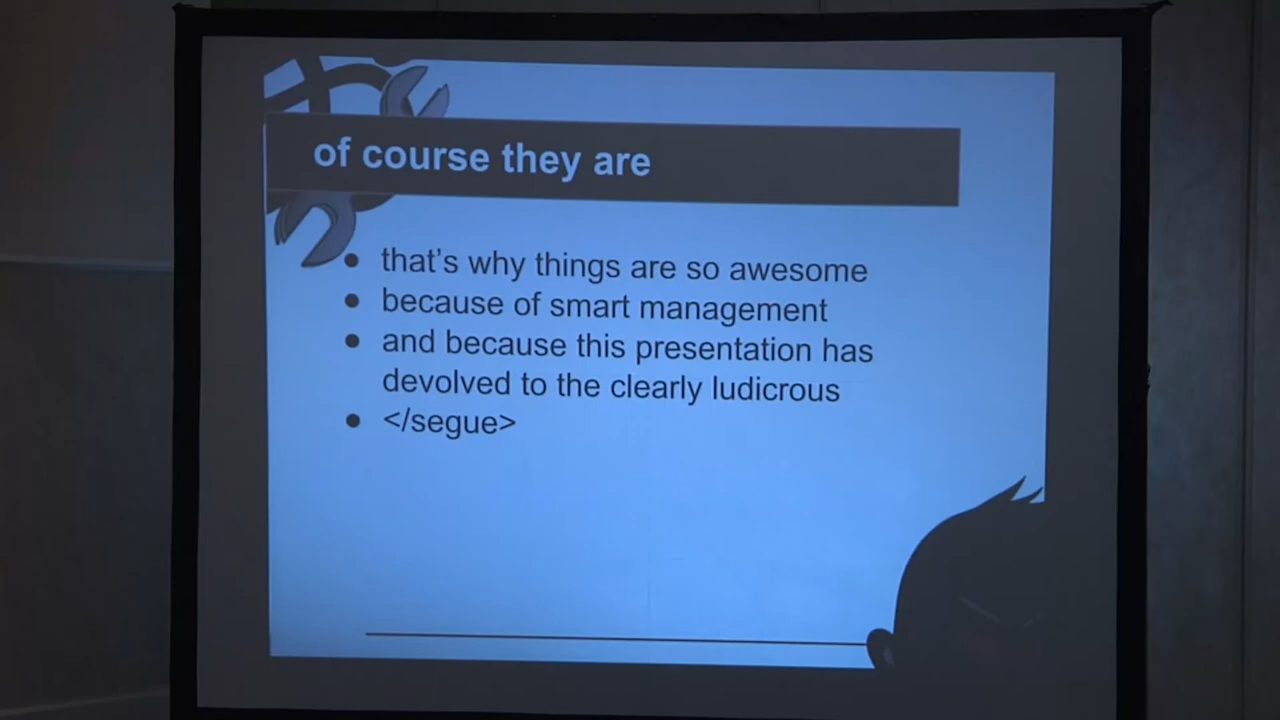 of course they are
that's why things are so awesome
because of smart management
and because this presentation has
devolved to the clearly ludicrous
</segue>